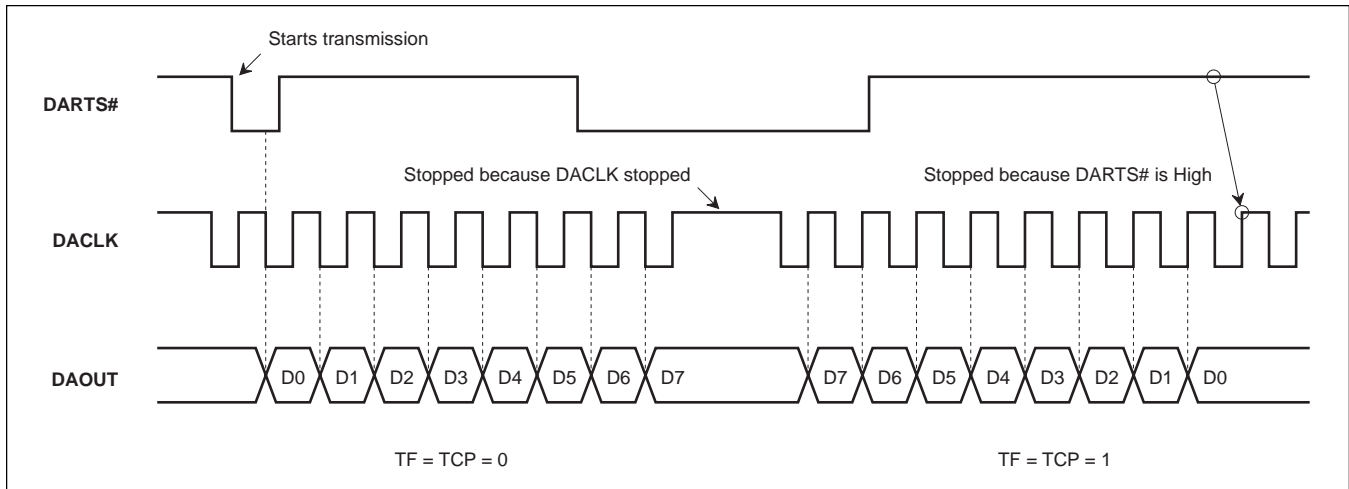 Starts transmission
DARTS#
Stopped because DACLK stopped
Stopped because DARTS# is High
DACLK
DAOUT
D0 D1 D2 D3 D4 D5 D6 D7 D7 D6 D5 D4 D3 D2 D1 D0
TF = TCP = 0
TF = TCP = 1